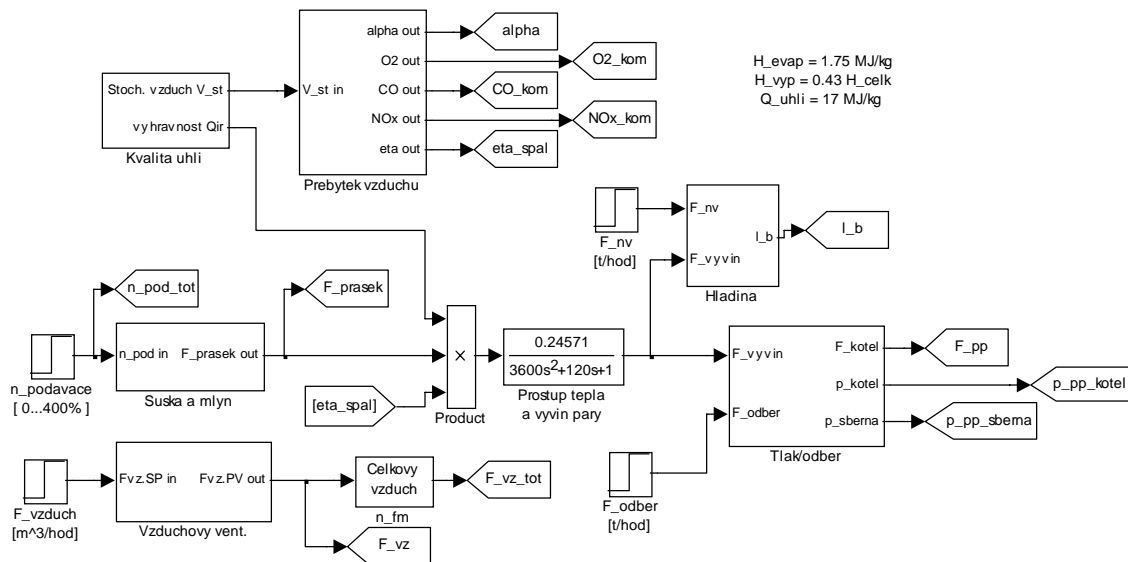 alpha out
alpha
O2 out
O2_kom
H_evap = 1.75 MJ/kg
H_vyp = 0.43 H_celk
Q_uhli = 17 MJ/kg
Stoch. vzduch V_st
V_st in
CO out
CO_kom
vyhravnost Qir
NOx out
NOx_kom
Kvalita uhli
eta out
eta_spal
Prebytek vzduchu
F_nv
F_nv
[t/hod]
l_b
l_b
F_vyvin
Hladina
n_pod_tot
F_prasek
n_podavace
[ 0...400% ]
n_pod in
F_prasek out
Suska a mlyn
×
Product
[eta_spal]
0.24571
3600s²+120s+1
Prostup tepla
a vyvin pary
F_vyvin
F_kotel
F_pp
p_kotel
p_pp_kotel
F_odber
p_sberna
p_pp_sberna
Tlak/odber
F_odber
[t/hod]
F_vzduch
[m^3/hod]
Fvz.SP in
Fvz.PV out
Vzduchovy vent.
Celkovy
vzduch
n_fm
F_vz_tot
F_vz